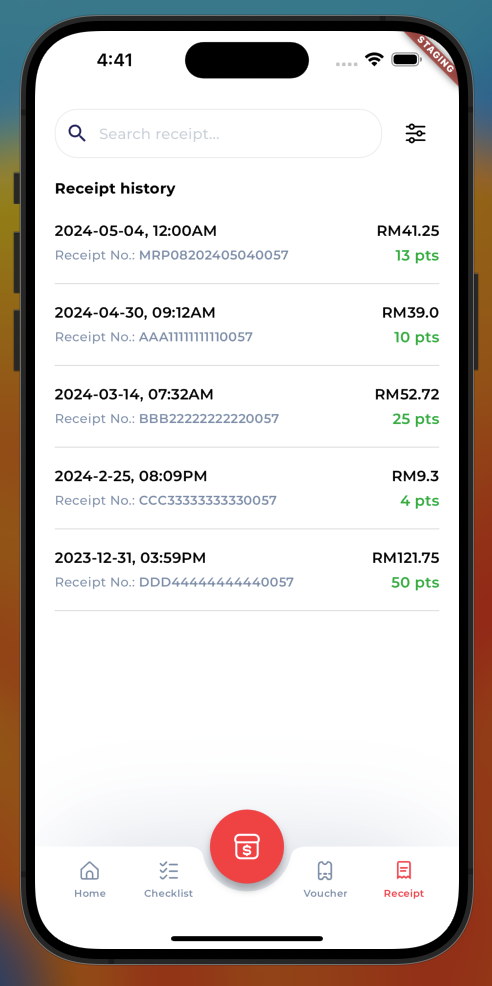 4:41
STAGING
Search receipt...
Receipt history
2024-05-04, 12:00AM RM41.25
Receipt No.: MRP08202405040057 13 pts
2024-04-30, 09:12AM RM39.0
Receipt No.: AAA11111111110057 10 pts
2024-03-14, 07:32AM RM52.72
Receipt No.: BBB22222222220057 25 pts
2024-2-25, 08:09PM RM9.3
Receipt No.: CCC33333333330057 4 pts
2023-12-31, 03:59PM RM121.75
Receipt No.: DDD44444444440057 50 pts
$
Home Checklist Voucher Receipt